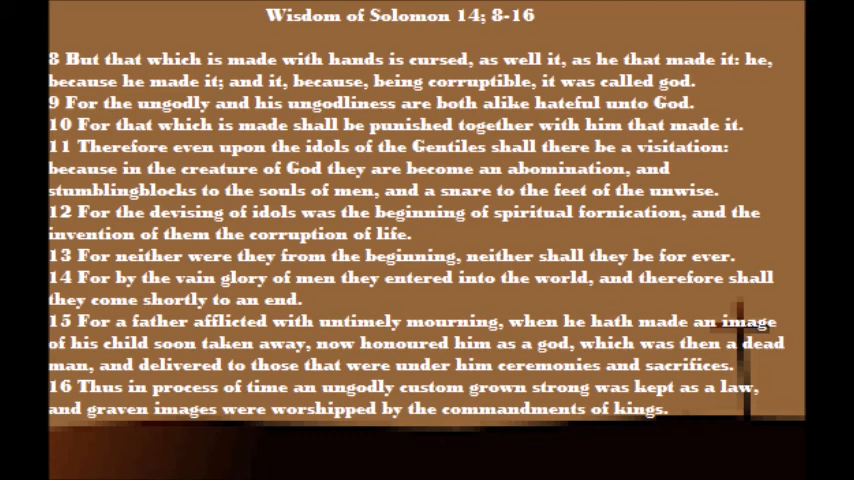 Wisdom of Solomon 14; 8-16
8 But that which is made with hands is cursed, as well it, as he that made it: he,
because he made it; and it, because, being corruptible, it was called god.
9 For the ungodly and his ungodliness are both alike hateful unto God.
10 For that which is made shall be punished together with him that made it.
11 Therefore even upon the idols of the Gentiles shall there be a visitation:
because in the creature of God they are become an abomination, and
stumblingblocks to the souls of men, and a snare to the feet of the unwise.
12 For the devising of idols was the beginning of spiritual fornication, and the
invention of them the corruption of life.
13 For neither were they from the beginning, neither shall they be for ever.
14 For by the vain glory of men they entered into the world, and therefore shall
they come shortly to an end.
15 For a father afflicted with untimely mourning, when he hath made an image
of his child soon taken away, now honoured him as a god, which was then a dead
man, and delivered to those that were under him ceremonies and sacrifices.
16 Thus in process of time an ungodly custom grown strong was kept as a law,
and graven images were worshipped by the commandments of kings.